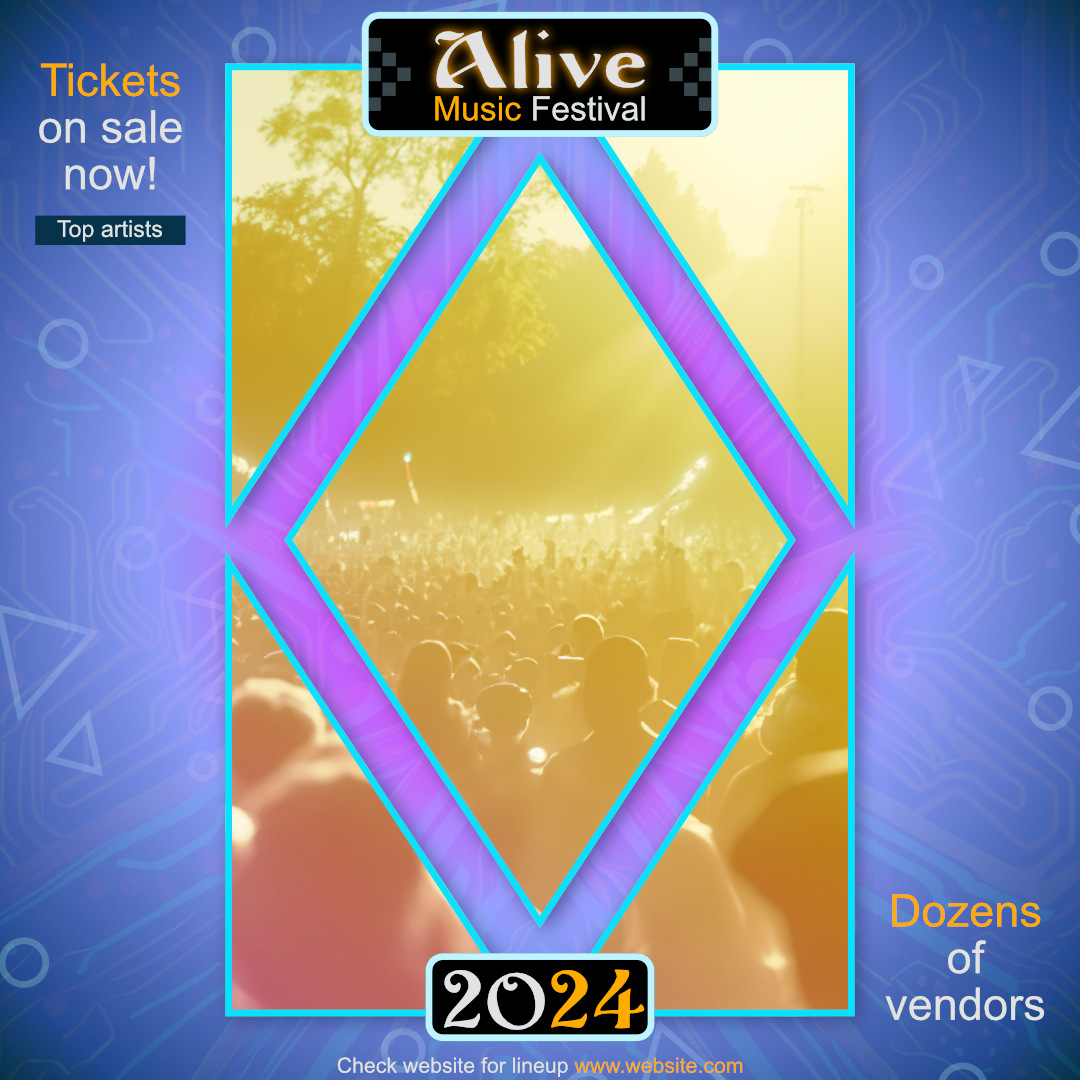 Alive
Music Festival
Tickets
on sale
now!
Top artists
Dozens
of
vendors
2024
Check website for lineup www.website.com